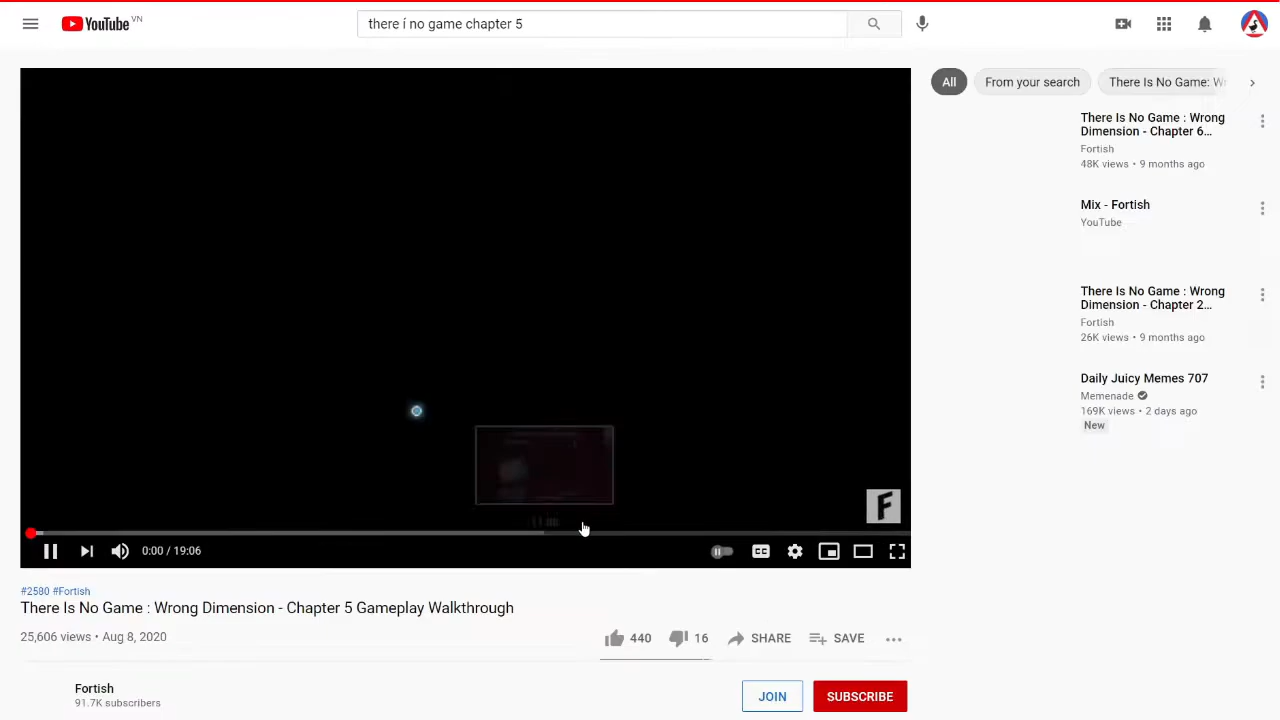 YouTube VN
there í no game chapter 5
All
From your search
There Is No Game: Wr
There Is No Game : Wrong
Dimension - Chapter 6...
Fortish
48K views • 9 months ago
Mix - Fortish
YouTube
There Is No Game : Wrong
Dimension - Chapter 2...
Fortish
26K views • 9 months ago
Daily Juicy Memes 707
Memenade
169K views • 2 days ago
New
F
0:00 / 19:06
CC
#2580 #Fortish
There Is No Game : Wrong Dimension - Chapter 5 Gameplay Walkthrough
25,606 views • Aug 8, 2020
440
16
SHARE
SAVE
Fortish
91.7K subscribers
JOIN
SUBSCRIBE